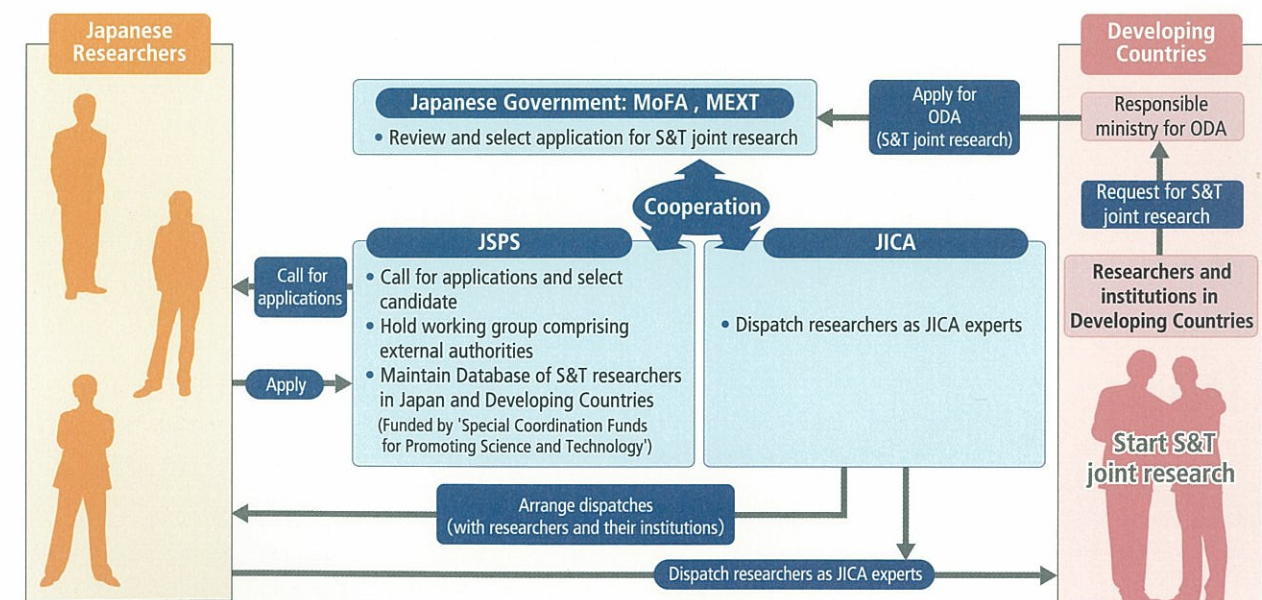 Japanese
Researchers
Developing
Countries
Japanese Government: MoFA , MEXT
• Review and select application for S&T joint research
Apply for
ODA
(S&T joint research)
Responsible
ministry for ODA
Request for S&T
joint research
Researchers and
institutions in
Developing Countries
Start S&T
joint research
Cooperation
JSPS
• Call for applications and select
candidate
• Hold working group comprising
external authorities
• Maintain Database of S&T researchers
in Japan and Developing Countries
(Funded by 'Special Coordination Funds
for Promoting Science and Technology')
JICA
• Dispatch researchers as JICA experts
Call for
applications
Apply
Arrange dispatches
(with researchers and their institutions)
Dispatch researchers as JICA experts